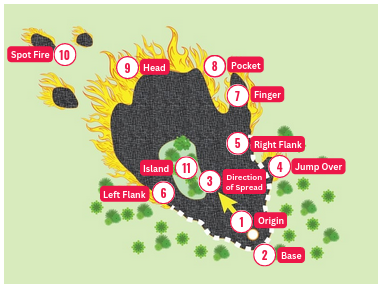 Spot Fire
10
9
Head
8
Pocket
7
Finger
5
Right Flank
4
Jump Over
Island
11
3
Direction
of Spread
Left Flank
6
1
Origin
2
Base